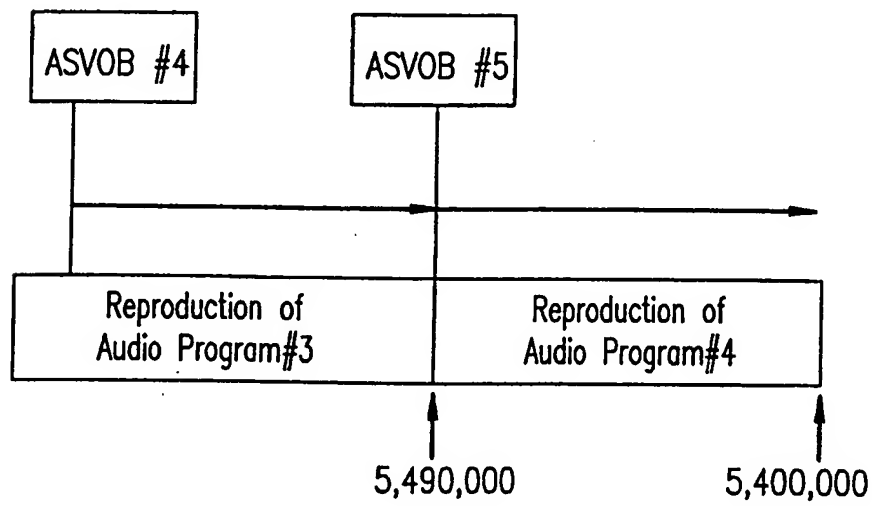 ASVOB #4
ASVOB #5
Reproduction of
Audio Program#3
Reproduction of
Audio Program#4
5,490,000
5,400,000